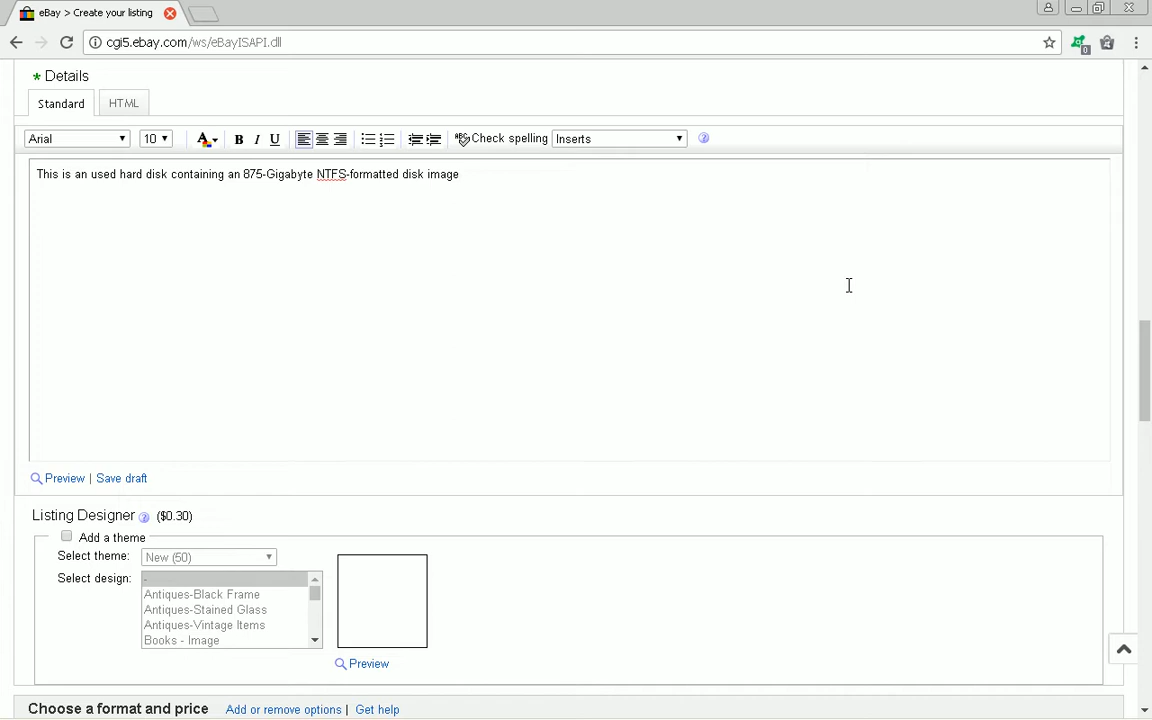 eBay > Create your listing
cgi5.ebay.com/ws/eBayISAPI.dll
0
* Details
Standard HTML
Arial 10 A B I U ABC Check spelling Inserts ?
This is an used hard disk containing an 875-Gigabyte NTFS-formatted disk image
Preview | Save draft
Listing Designer ? ($0.30)
Add a theme
Select theme: New (50)
Select design: -
Antiques-Black Frame
Antiques-Stained Glass
Antiques-Vintage Items
Books - Image
Preview
Choose a format and price Add or remove options | Get help